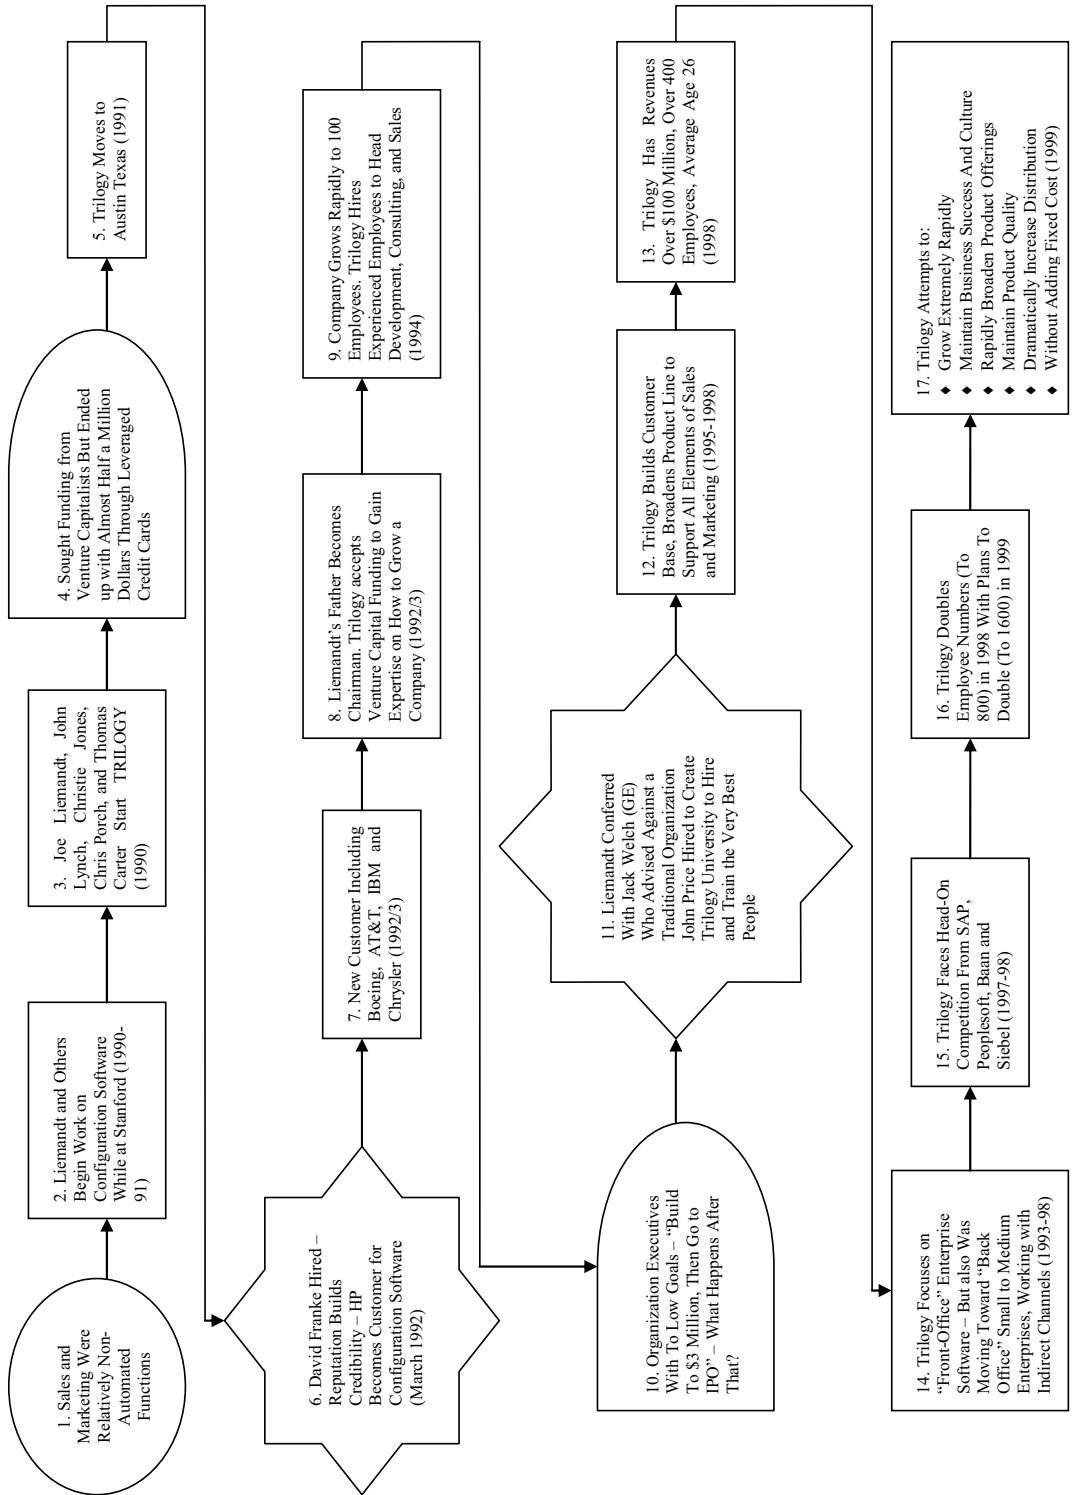 1. Sales and
Marketing Were
Relatively Non-
Automated
Functions
2. Liemandt and Others
Begin Work on
Configuration Software
While at Stanford (1990-
91)
3. Joe Liemandt, John
Lynch, Christie Jones,
Chris Porch, and Thomas
Carter Start TRILOGY
(1990)
4. Sought Funding from
Venture Capitalists But Ended
up with Almost Half a Million
Dollars Through Leveraged
Credit Cards
5. Trilogy Moves to
Austin Texas (1991)
6. David Franke Hired –
Reputation Builds
Credibility – HP
Becomes Customer for
Configuration Software
(March 1992)
7. New Customer Including
Boeing, AT&T, IBM and
Chrysler (1992/3)
8. Liemandt's Father Becomes
Chairman. Trilogy accepts
Venture Capital Funding to Gain
Expertise on How to Grow a
Company (1992/3)
9. Company Grows Rapidly to 100
Employees. Trilogy Hires
Experienced Employees to Head
Development, Consulting, and Sales
(1994)
10. Organization Executives
With To Low Goals – "Build
To $3 Million, Then Go to
IPO" – What Happens After
That?
11. Liemandt Conferred
With Jack Welch (GE)
Who Advised Against a
Traditional Organization
John Price Hired to Create
Trilogy University to Hire
and Train the Very Best
People
12. Trilogy Builds Customer
Base, Broadens Product Line to
Support All Elements of Sales
and Marketing (1995-1998)
13. Trilogy Has Revenues
Over $100 Million, Over 400
Employees, Average Age 26
(1998)
14. Trilogy Focuses on
"Front-Office" Enterprise
Software – But also Was
Moving Toward "Back
Office" Small to Medium
Enterprises, Working with
Indirect Channels (1993-98)
15. Trilogy Faces Head-On
Competition From SAP,
Peoplesoft, Baan and
Siebel (1997-98)
16. Trilogy Doubles
Employee Numbers (To
800) in 1998 With Plans To
Double (To 1600) in 1999
17. Trilogy Attempts to:
♦ Grow Extremely Rapidly
♦ Maintain Business Success And Culture
♦ Rapidly Broaden Product Offerings
♦ Maintain Product Quality
♦ Dramatically Increase Distribution
♦ Without Adding Fixed Cost (1999)